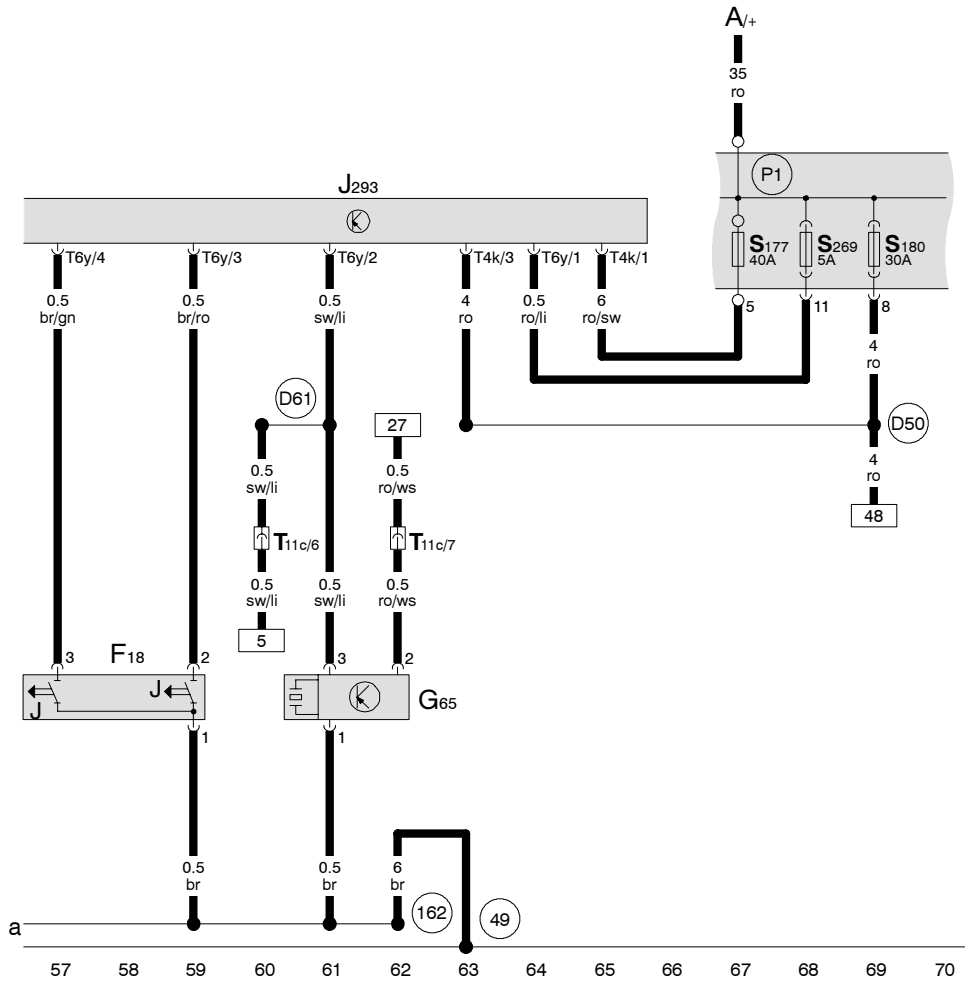 A/+
35
ro
P1
J293
S177
40A
S269
5A
S180
30A
T6y/4
T6y/3
T6y/2
T4k/3
T6y/1
T4k/1
5
11
8
0.5
br/gn
0.5
br/ro
0.5
sw/li
4
ro
0.5
ro/li
6
ro/sw
4
ro
D61
27
D50
0.5
sw/li
0.5
ro/ws
4
ro
48
T11c/6
T11c/7
0.5
sw/li
0.5
sw/li
0.5
ro/ws
5
3
F18
2
3
2
J
J
G65
1
1
0.5
br
0.5
br
6
br
162
49
a
57 58 59 60 61 62 63 64 65 66 67 68 69 70